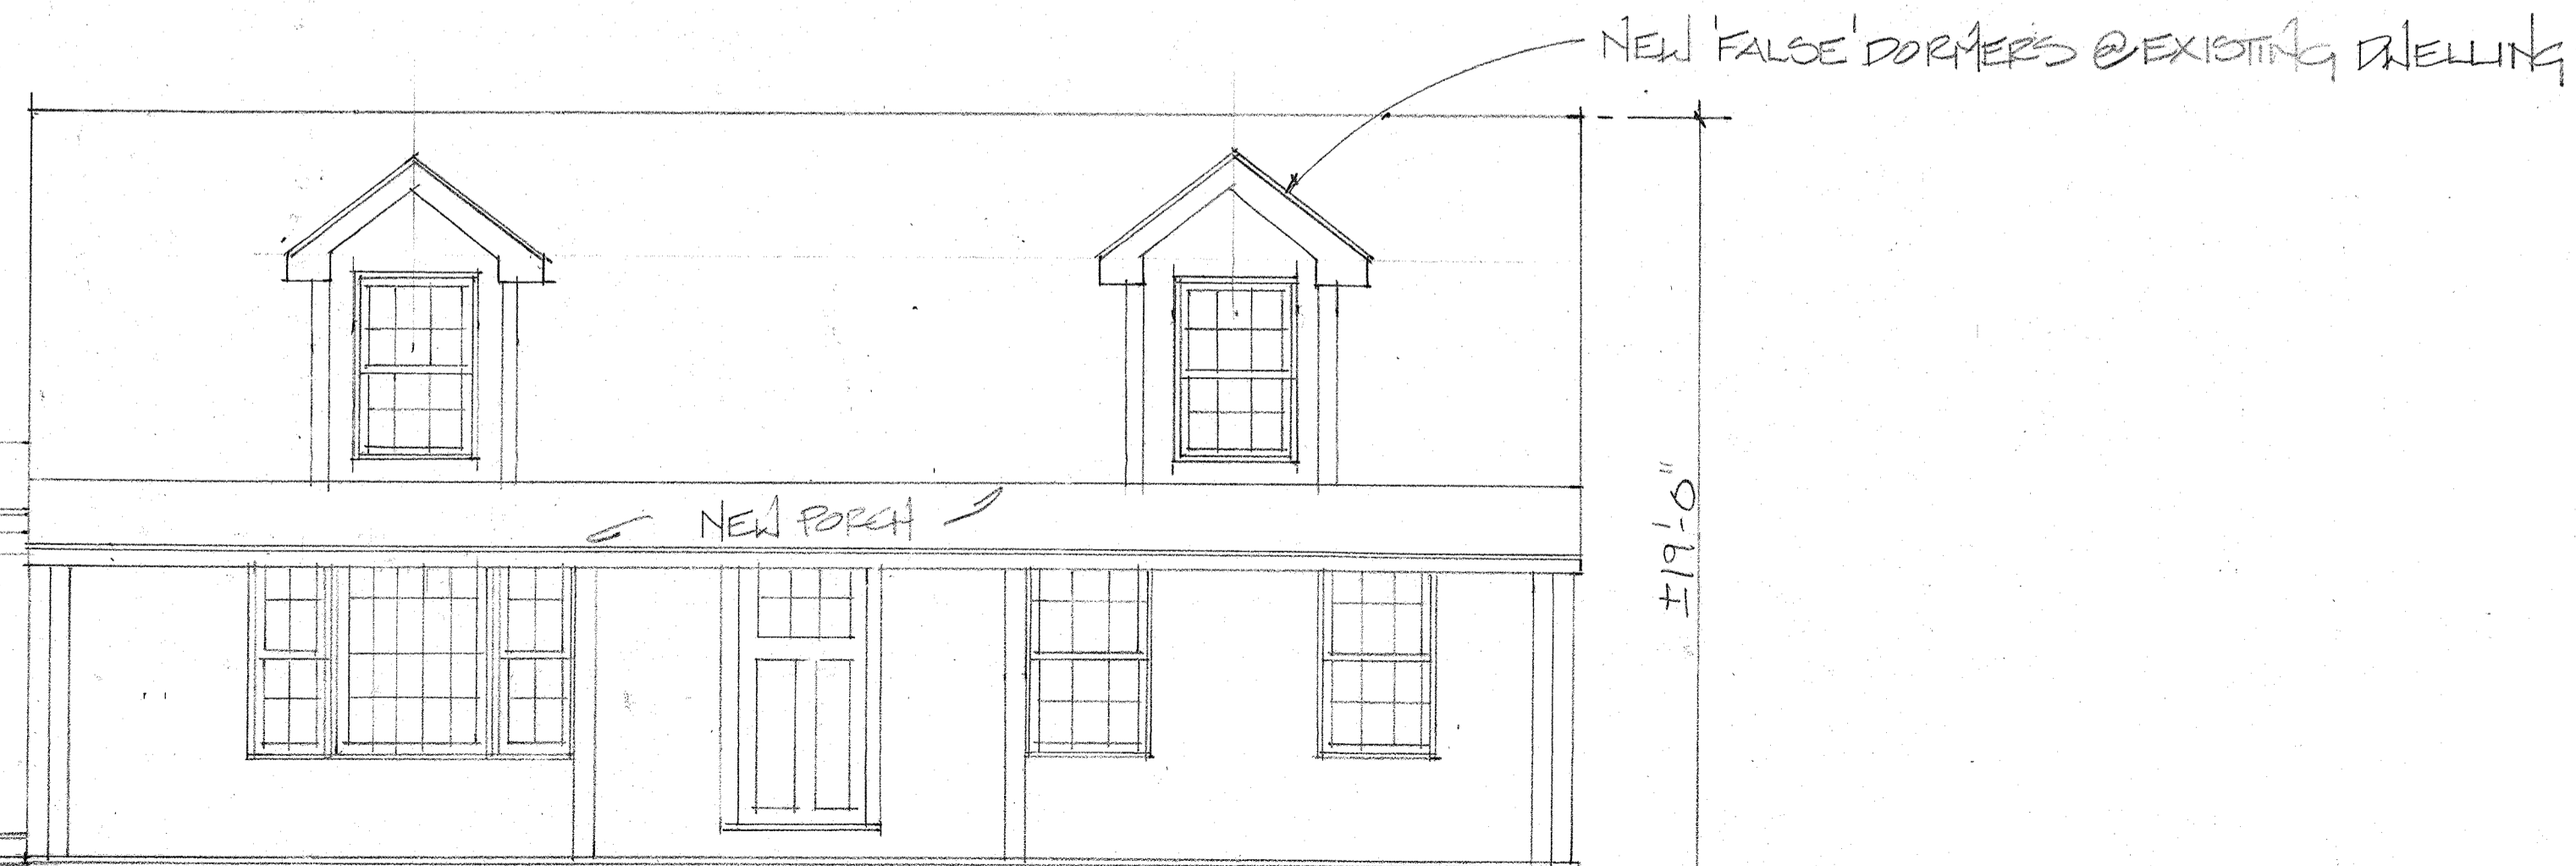 NEW 'FALSE' DORMERS @ EXISTING DWELLING
NEW PORCH
±19'-0"